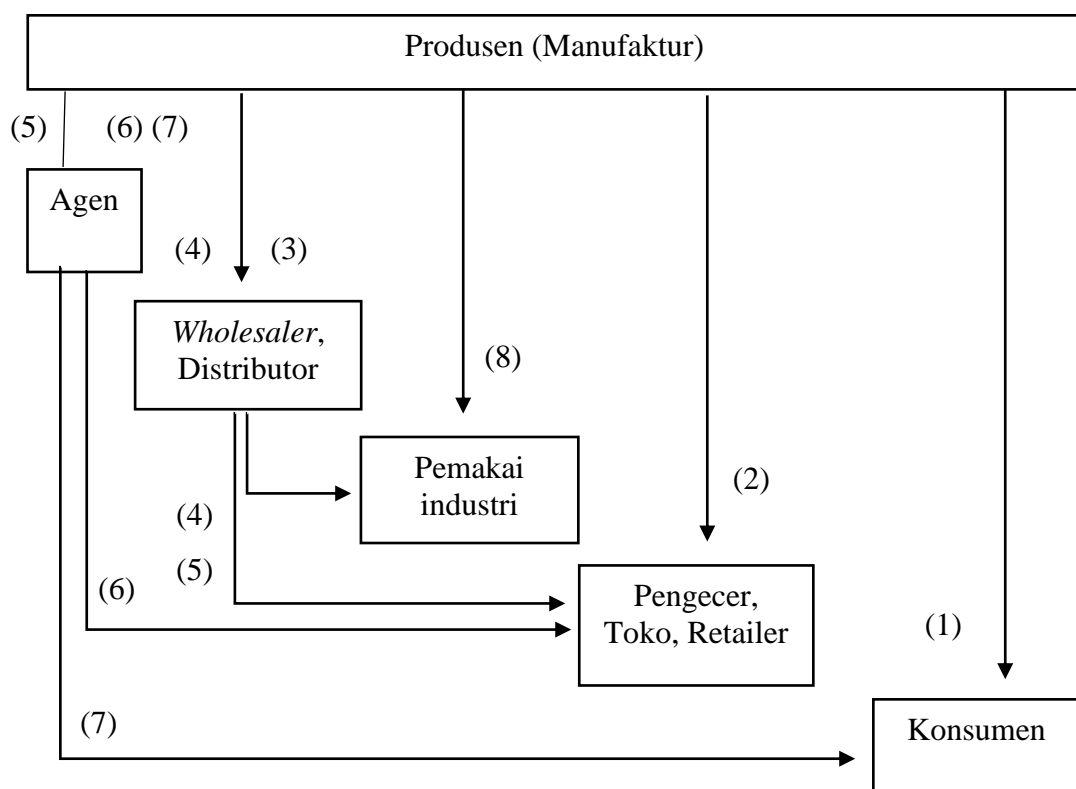 Produsen (Manufaktur)
(5) (6) (7)
Agen
(4) (3)
Wholesaler,
Distributor
(8)
Pemakai
industri
(2)
(4)
(5)
(6)
Pengecer,
Toko, Retailer
(1)
(7)
Konsumen